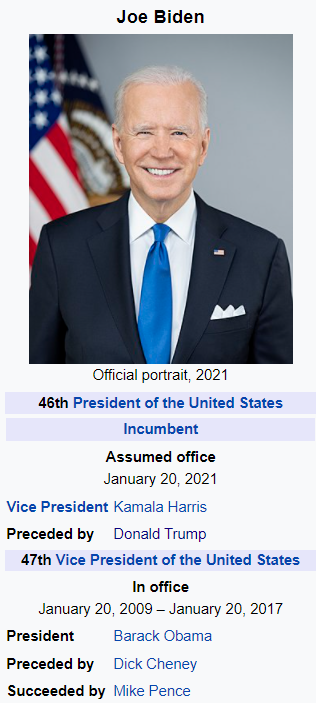 Joe Biden
Official portrait, 2021
46th President of the United States
Incumbent
Assumed office
January 20, 2021
Vice President Kamala Harris
Preceded by Donald Trump
47th Vice President of the United States
In office
January 20, 2009 – January 20, 2017
President Barack Obama
Preceded by Dick Cheney
Succeeded by Mike Pence